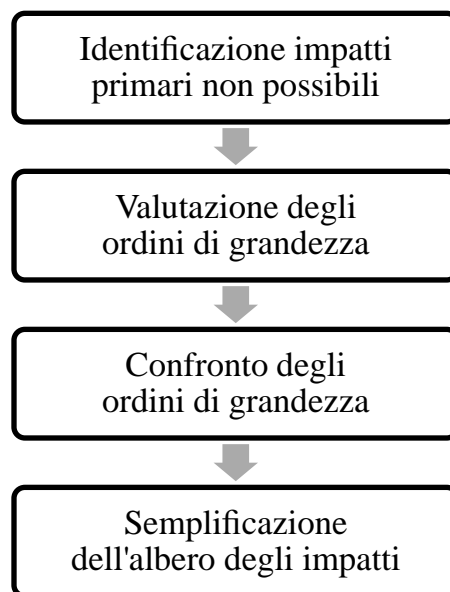 Identificazione impatti
primari non possibili
Valutazione degli
ordini di grandezza
Confronto degli
ordini di grandezza
Semplificazione
dell'albero degli impatti